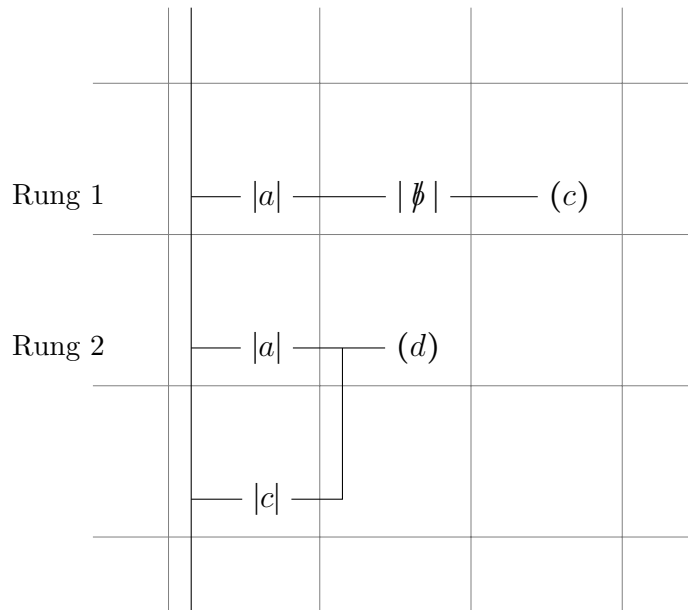 Rung 1 |a| |b̸| (c)
Rung 2 |a| (d)
|c|